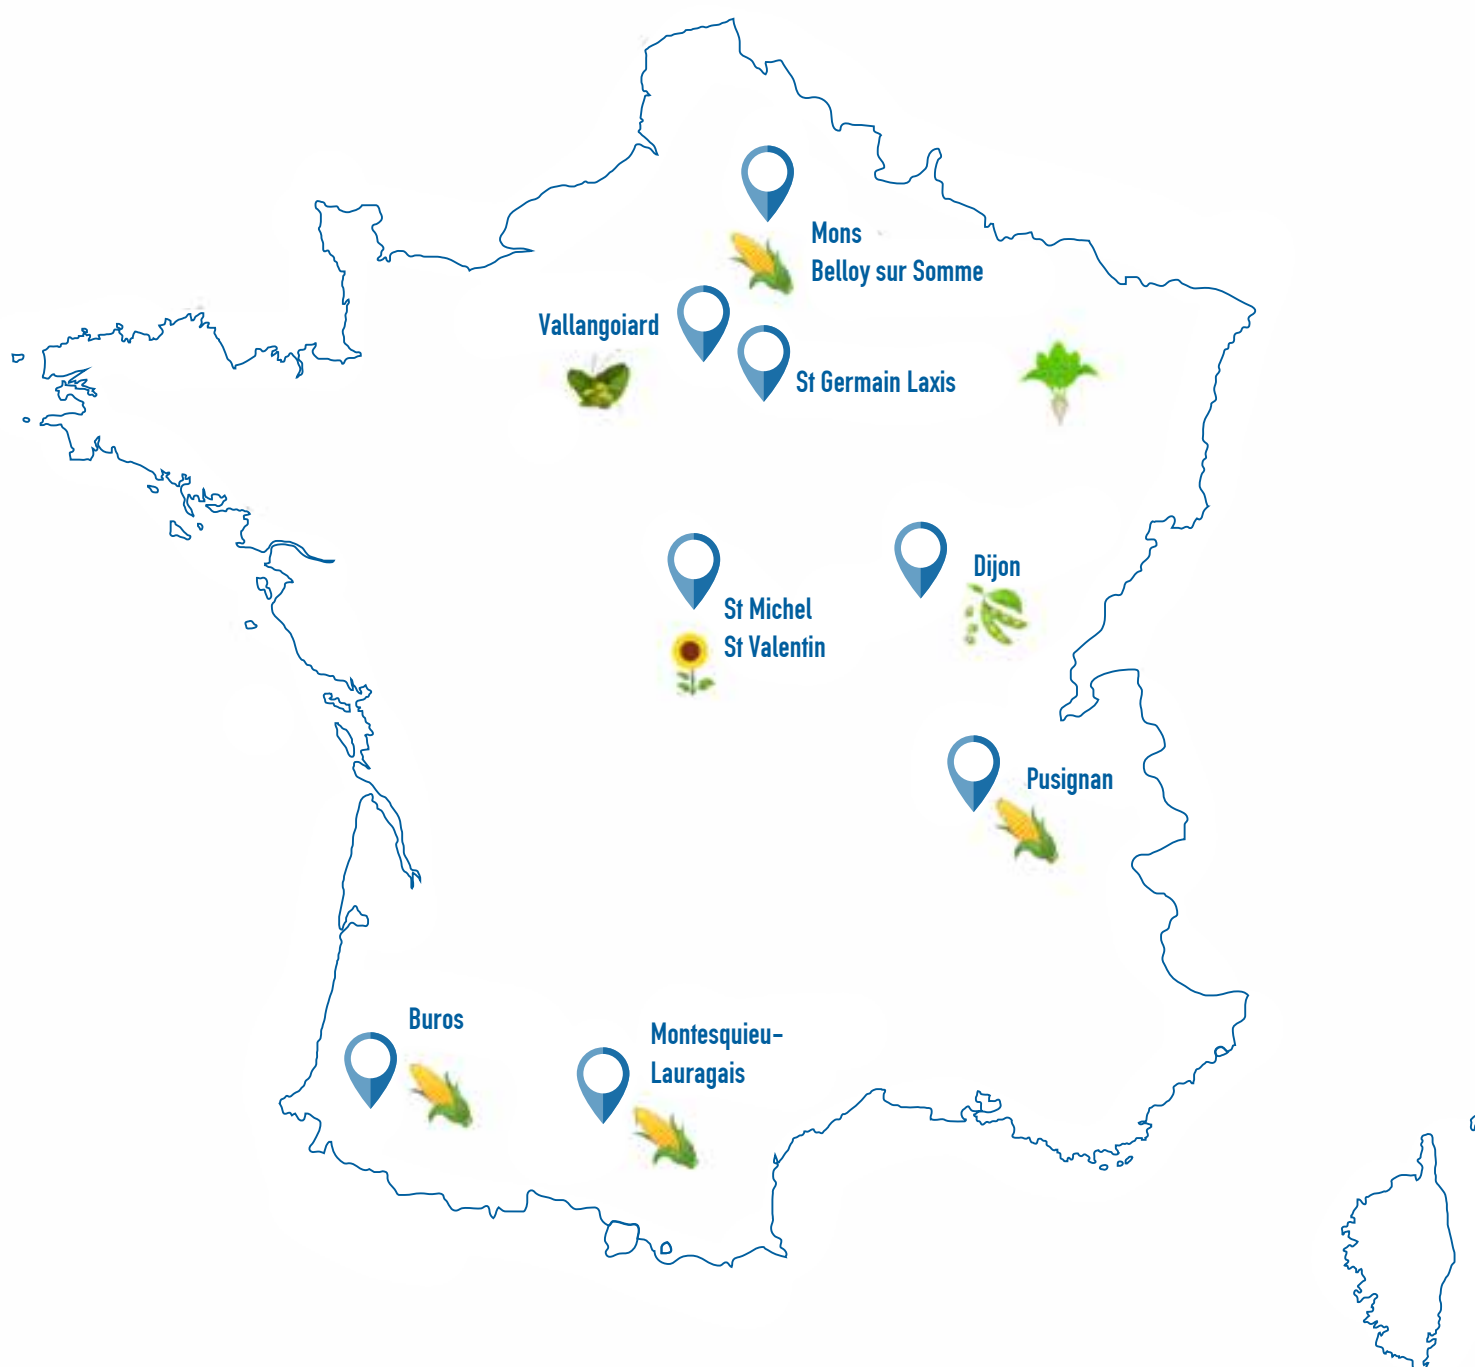 Mons
Belloy sur Somme
Vallangoiard
St Germain Laxis
Dijon
St Michel
St Valentin
Pusignan
Buros
Montesquieu-
Lauragais